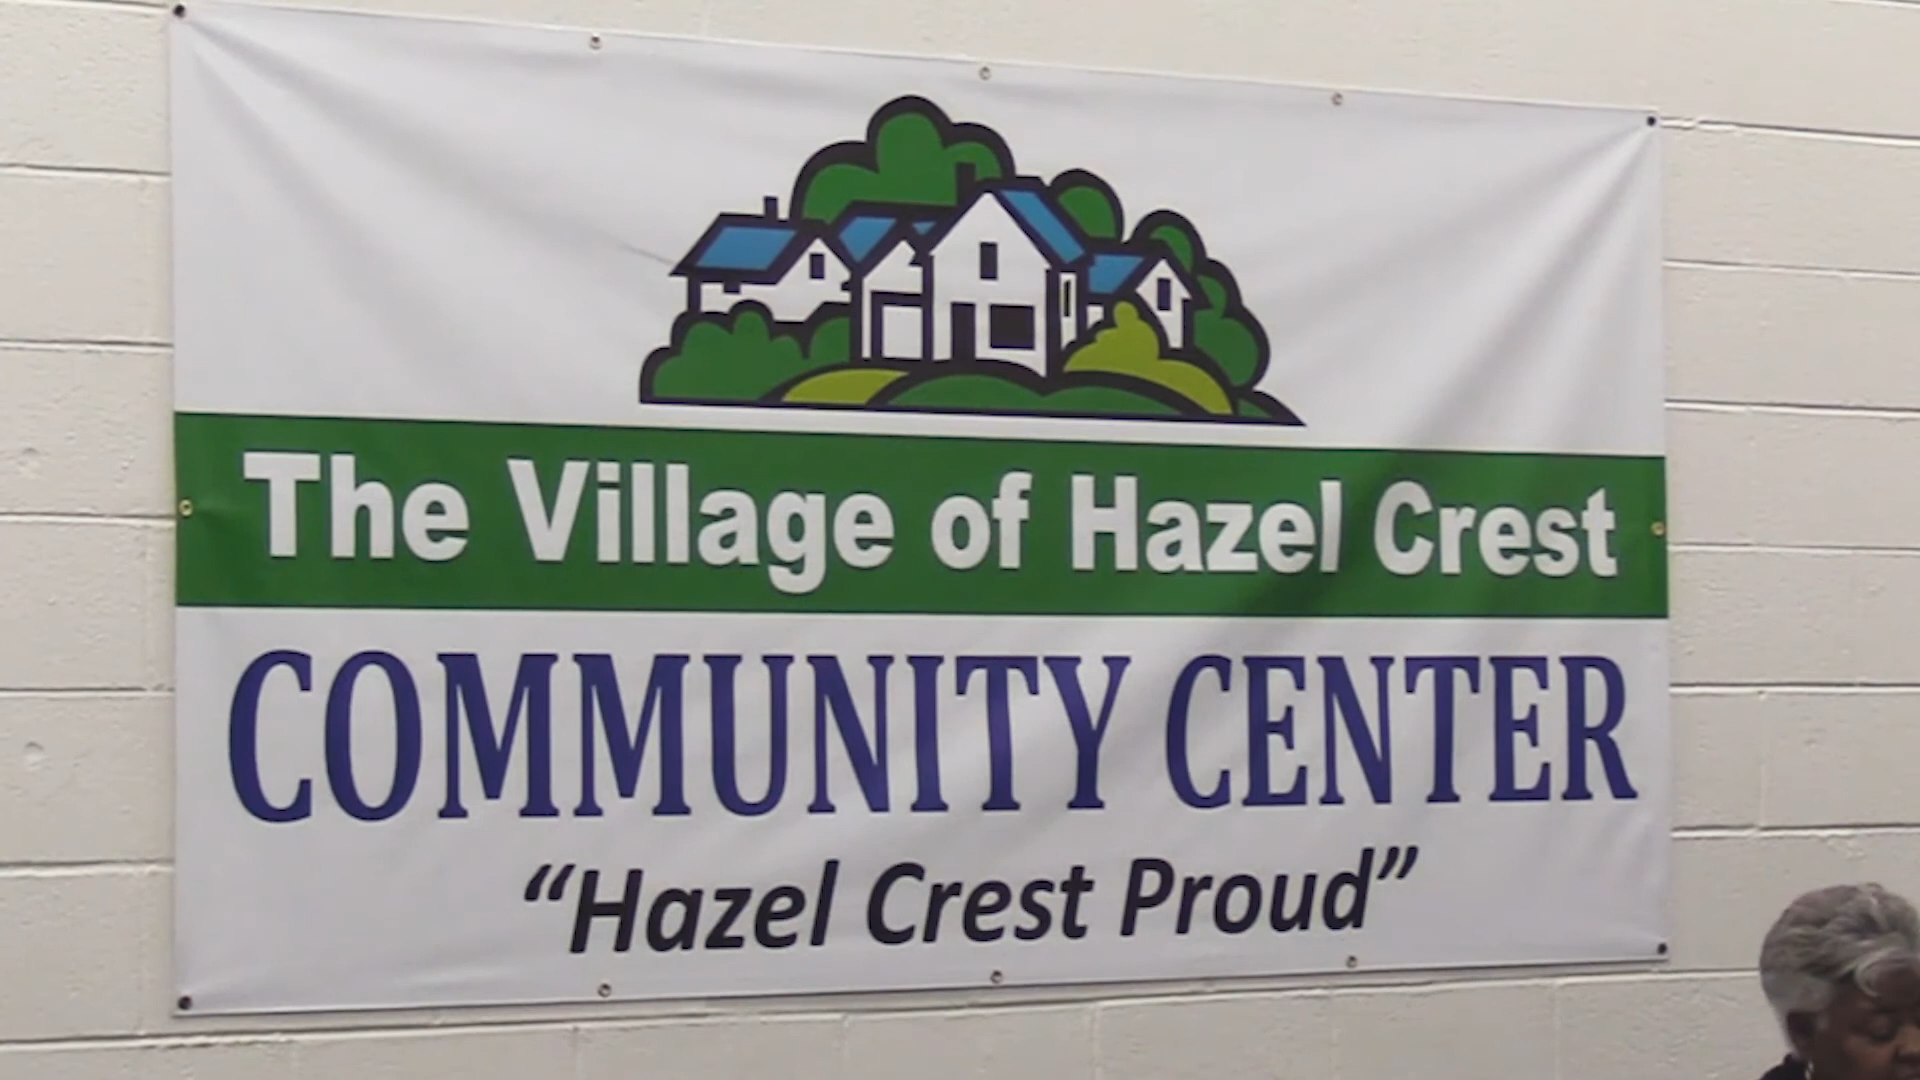 The Village of Hazel Crest
COMMUNITY CENTER
“Hazel Crest Proud”